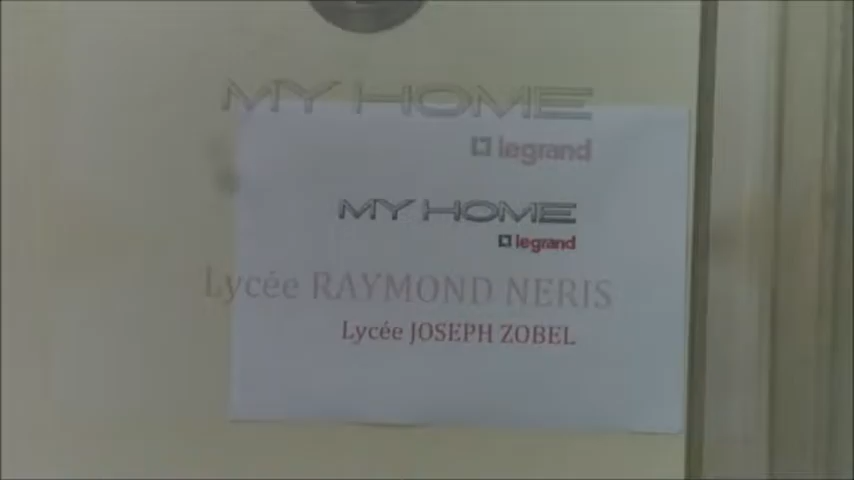 MY HOME
legrand
MY HOME
legrand
Lycée RAYMOND NERIS
Lycée JOSEPH ZOBEL